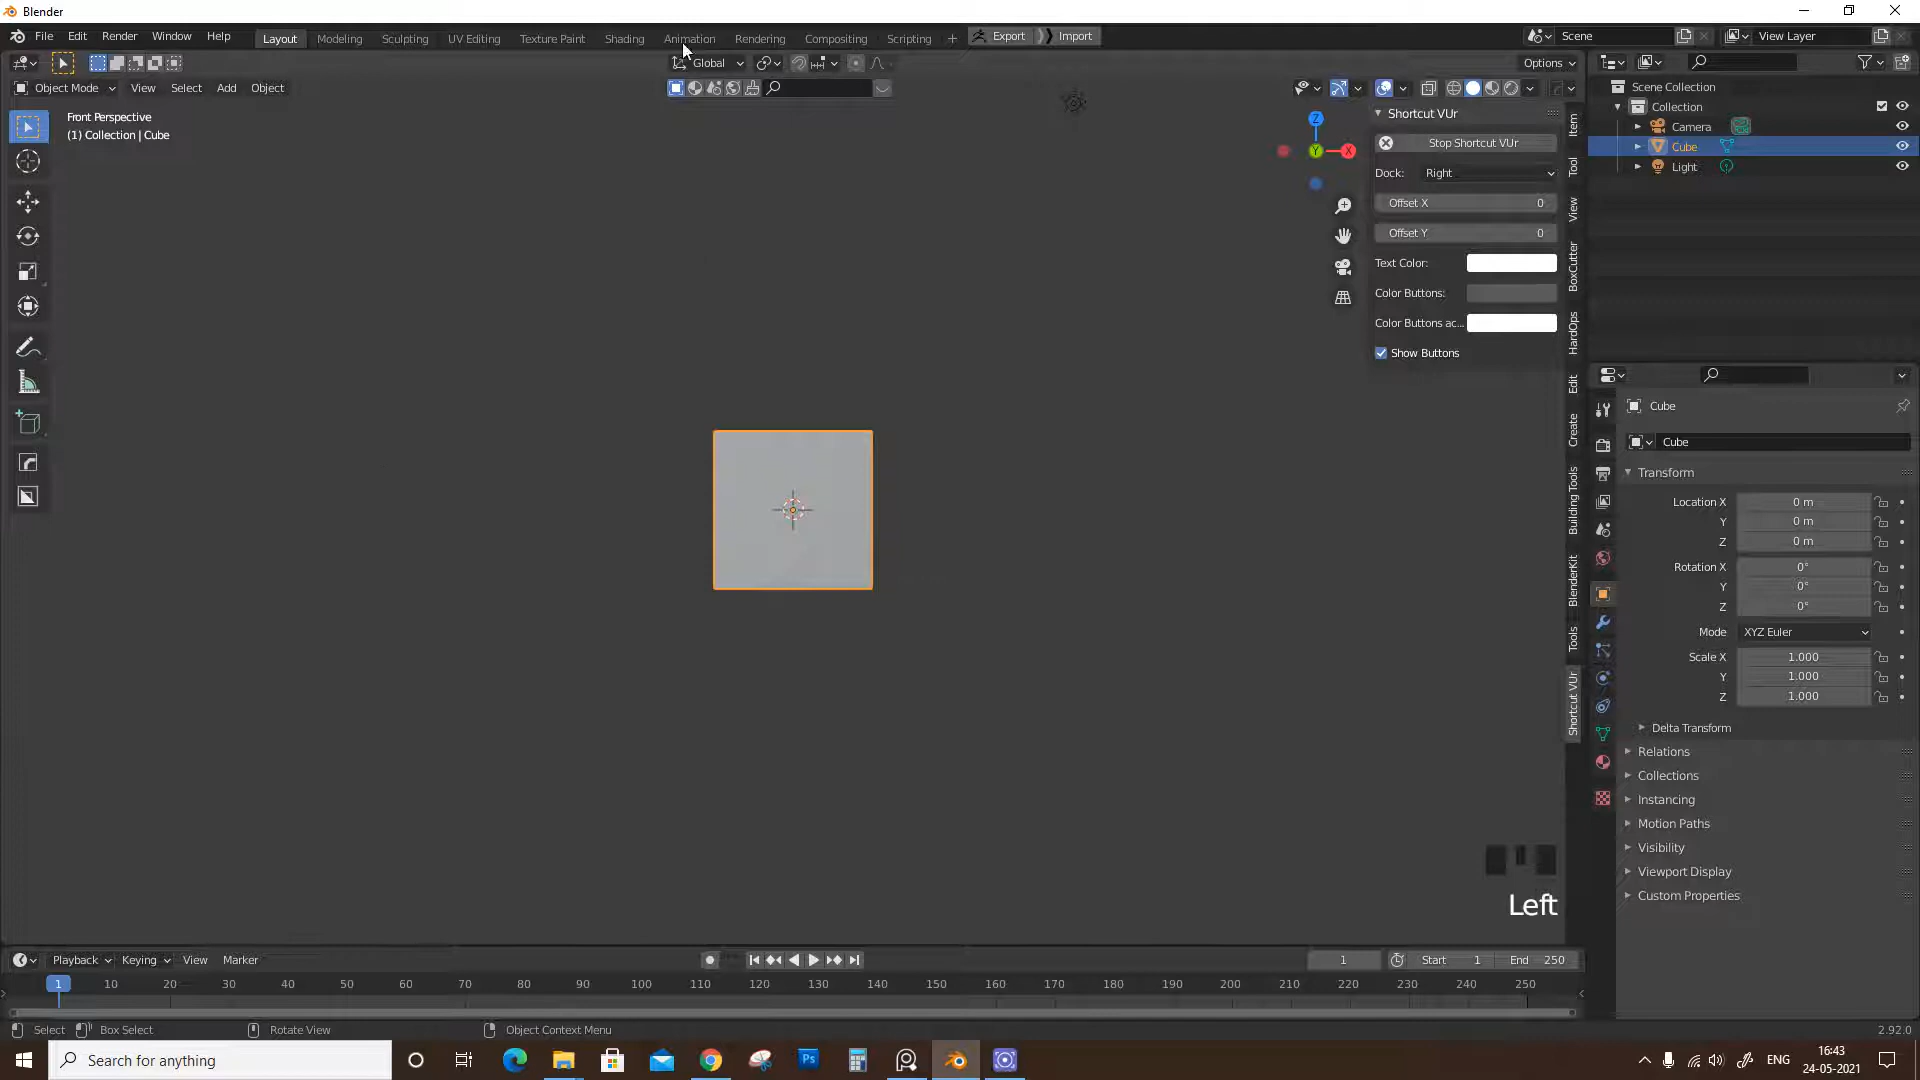 Blender
File Edit Render Window Help
Layout Modeling Sculpting UV Editing Texture Paint Shading Animation Rendering Compositing Scripting + Export Import
Scene
View Layer
Global
Options
Object Mode View Select Add Object
Front Perspective
(1) Collection | Cube
Z
Y
X
Shortcut VUr
Stop Shortcut VUr
Dock: Right
Offset X 0
Offset Y 0
Text Color:
Color Buttons:
Color Buttons ac...
Show Buttons
Item
Tool
View
BoxCutter
HardOps
Edit
Create
Building Tools
BlenderKit
Tools
Shortcut VUr
Scene Collection
Collection
Camera
Cube
Light
Cube
Cube
Transform
Location X 0 m
Y 0 m
Z 0 m
Rotation X 0°
Y 0°
Z 0°
Mode XYZ Euler
Scale X 1.000
Y 1.000
Z 1.000
Delta Transform
Relations
Collections
Instancing
Motion Paths
Visibility
Viewport Display
Custom Properties
Left
Playback Keying View Marker
1 Start 1 End 250
1 10 20 30 40 50 60 70 80 90 100 110 120 130 140 150 160 170 180 190 200 210 220 230 240 250
Select Box Select Rotate View Object Context Menu 2.92.0
Search for anything
Ps
ENG
16:43
24-05-2021